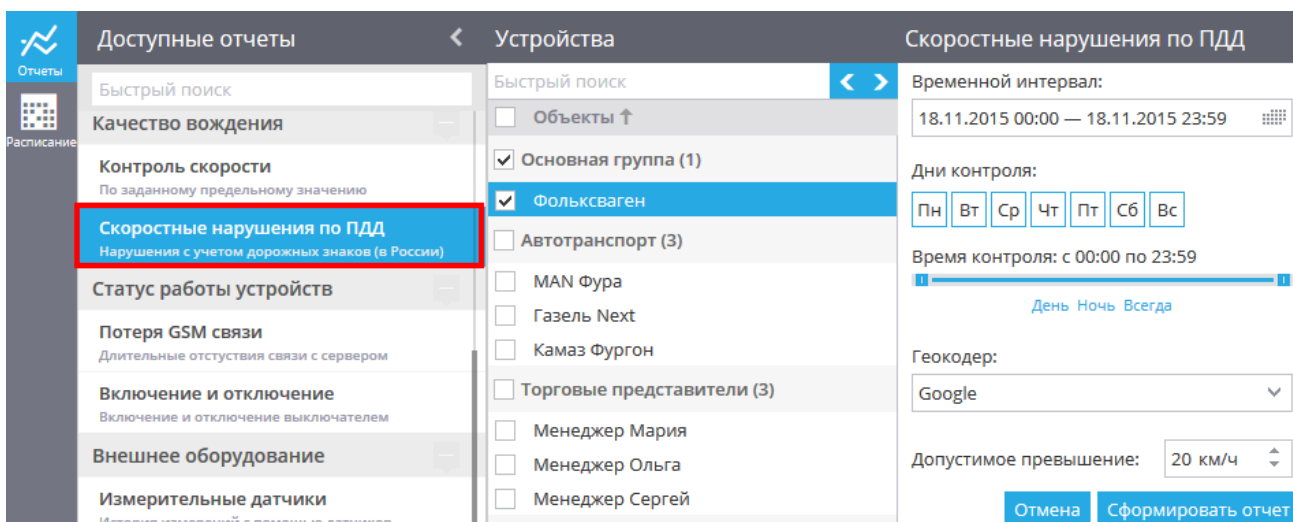 Отчеты
Расписание
Доступные отчеты
Быстрый поиск
Качество вождения
Контроль скорости
По заданному предельному значению
Скоростные нарушения по ПДД
Нарушения с учетом дорожных знаков (в России)
Статус работы устройств
Потеря GSM связи
Длительные отстуствия связи с сервером
Включение и отключение
Включение и отключение выключателем
Внешнее оборудование
Измерительные датчики
История измерений с помощью датчиков
Устройства
Быстрый поиск
Объекты ↑
Основная группа (1)
Фольксваген
Автотранспорт (3)
MAN Фура
Газель Next
Камаз Фургон
Торговые представители (3)
Менеджер Мария
Менеджер Ольга
Менеджер Сергей
Скоростные нарушения по ПДД
Временной интервал:
18.11.2015 00:00 — 18.11.2015 23:59
Дни контроля:
Пн Вт Ср Чт Пт Сб Вс
Время контроля: с 00:00 по 23:59
День Ночь Всегда
Геокодер:
Google
Допустимое превышение: 20 км/ч
Отмена Сформировать отчет